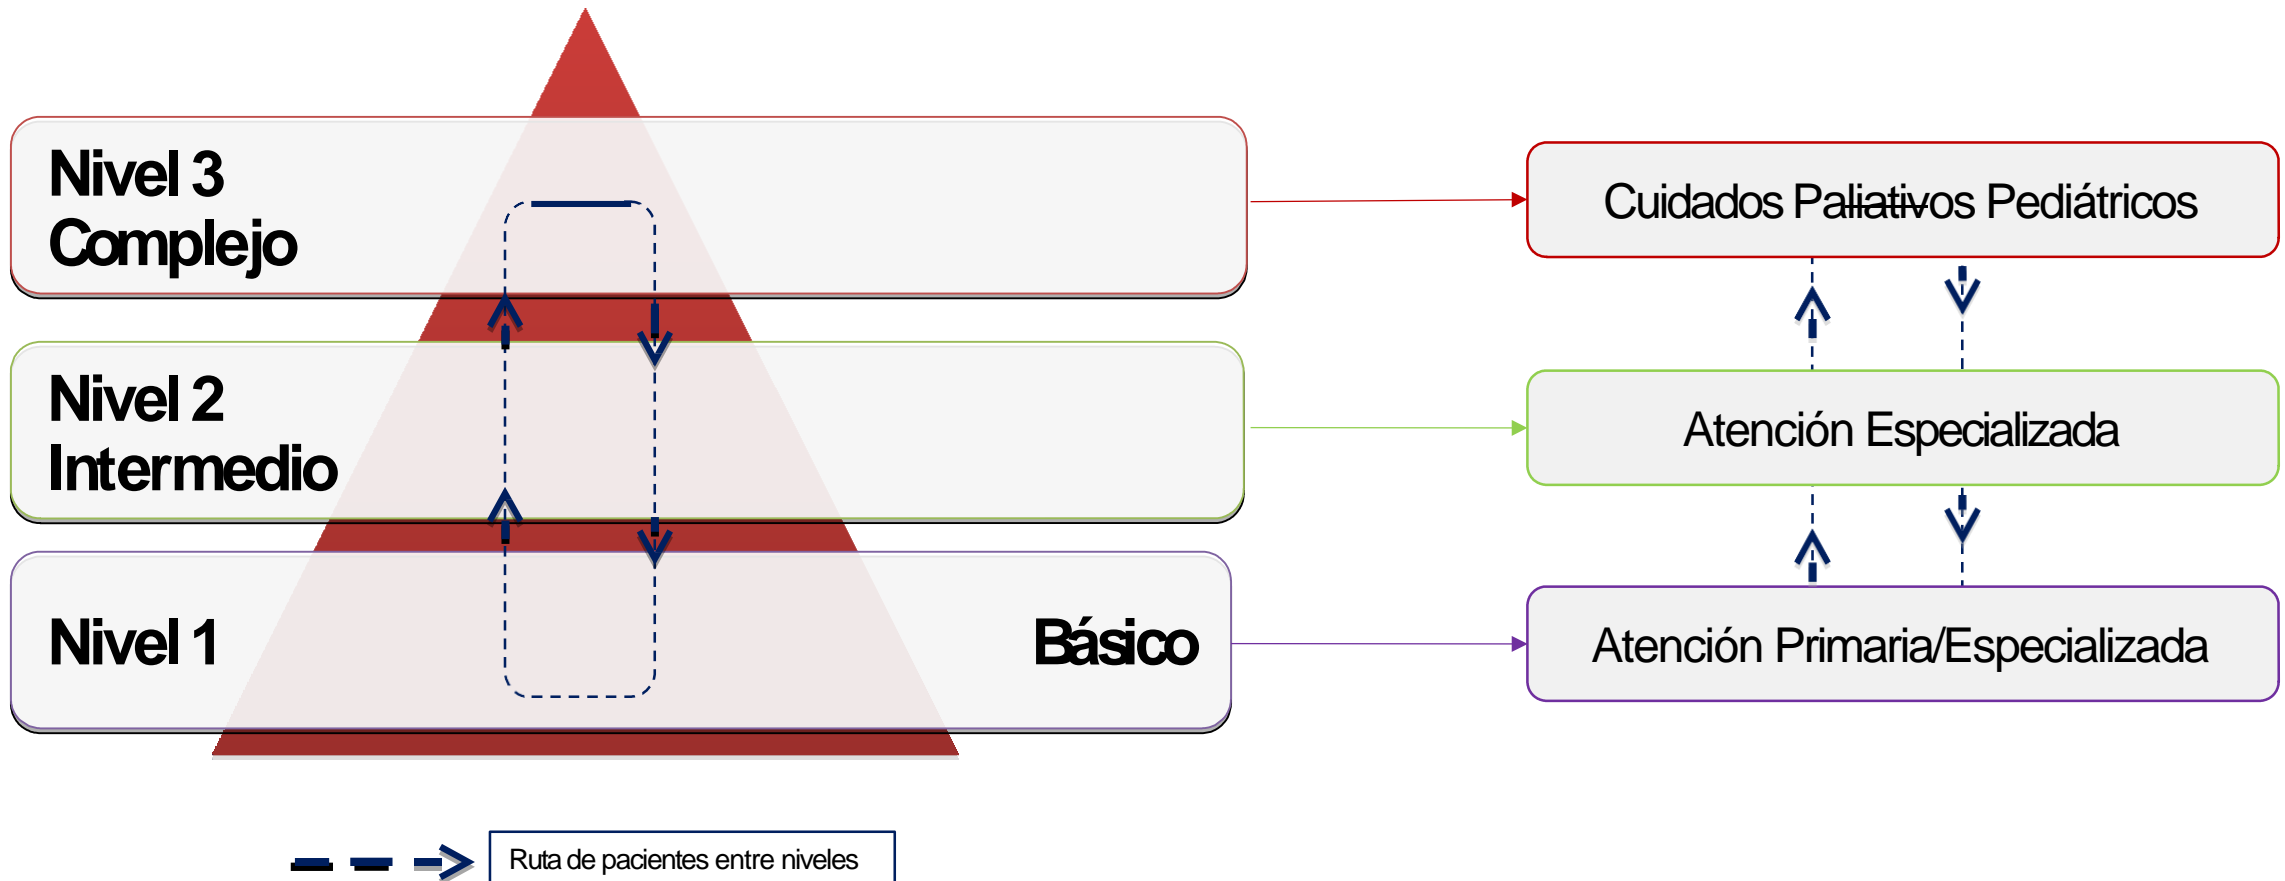 Nivel 3
Complejo
Cuidados Paliativos Pediátricos
Nivel 2
Intermedio
Atención Especializada
Nivel 1 Básico
Atención Primaria/Especializada
Ruta de pacientes entre niveles